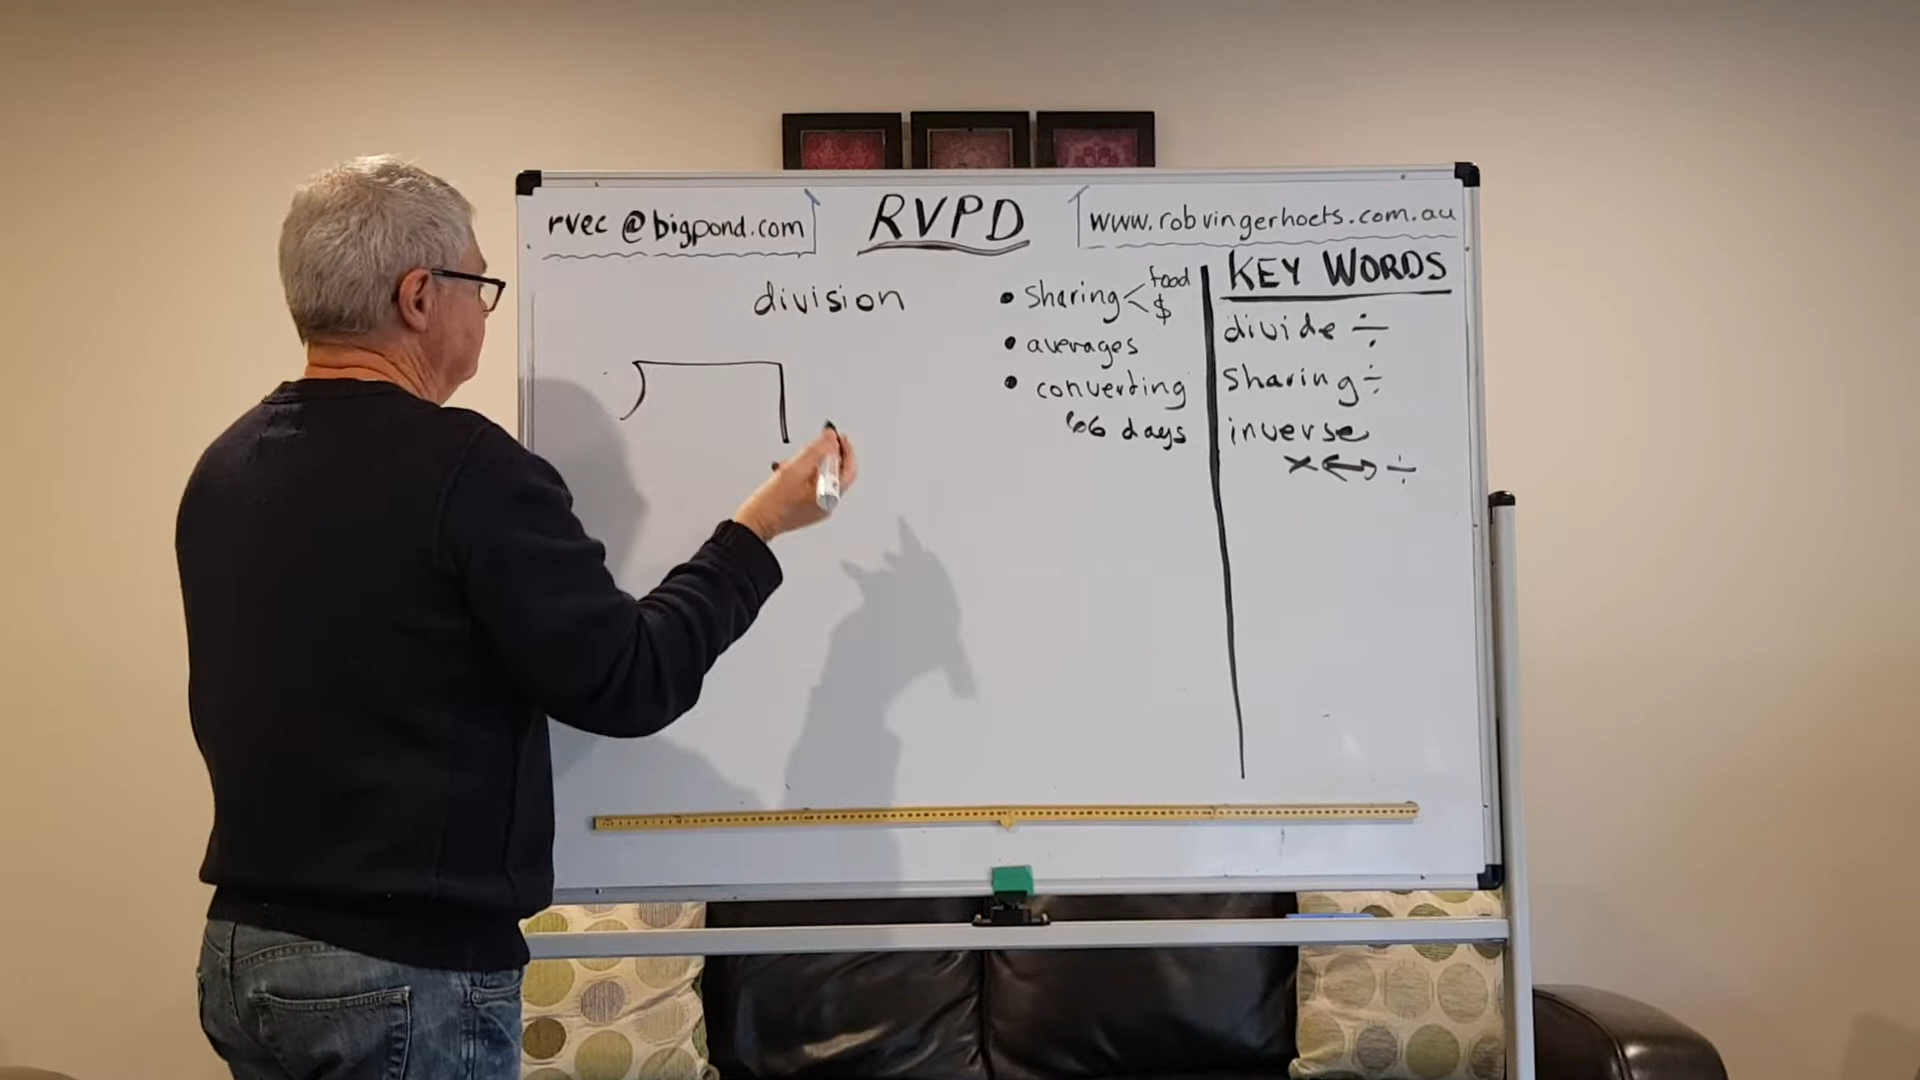 rvec @bigpond.com
RVPD
www.robvingerhoets.com.au
division
• Sharing < food $
• averages
• converting
66 days
KEY WORDS
divide ÷
Sharing ÷
inverse
× ↔ ÷